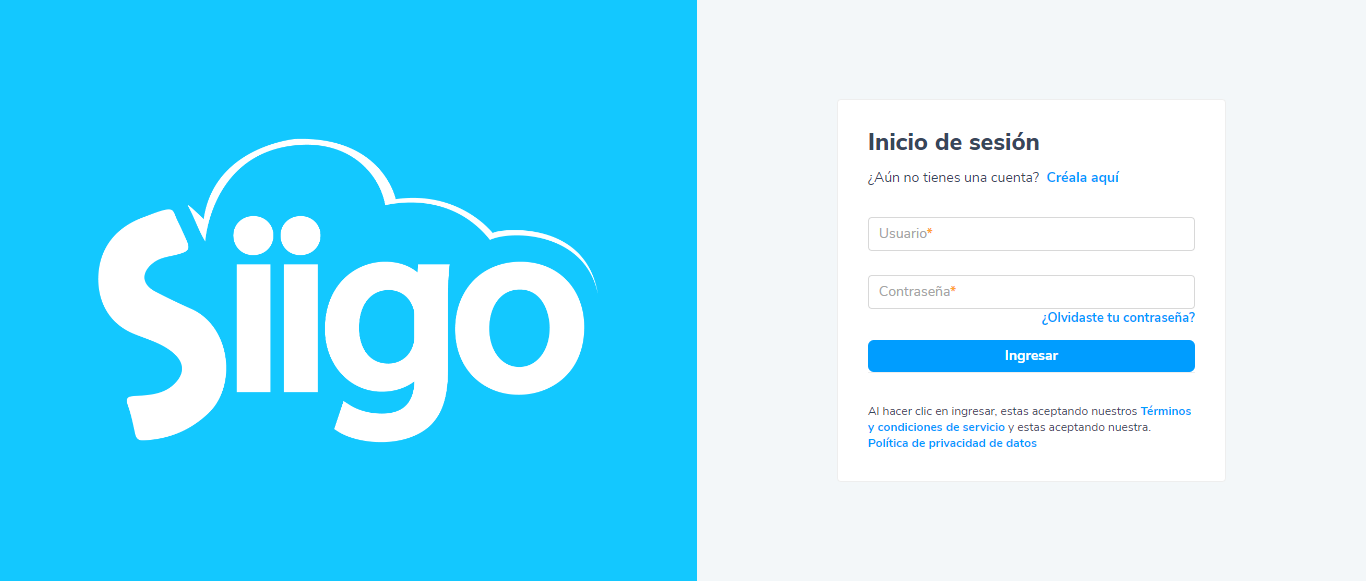 Siigo
Inicio de sesión
¿Aún no tienes una cuenta? Créala aquí
Usuario*
Contraseña*
¿Olvidaste tu contraseña?
Ingresar
Al hacer clic en ingresar, estas aceptando nuestros Términos
y condiciones de servicio y estas aceptando nuestra.
Política de privacidad de datos